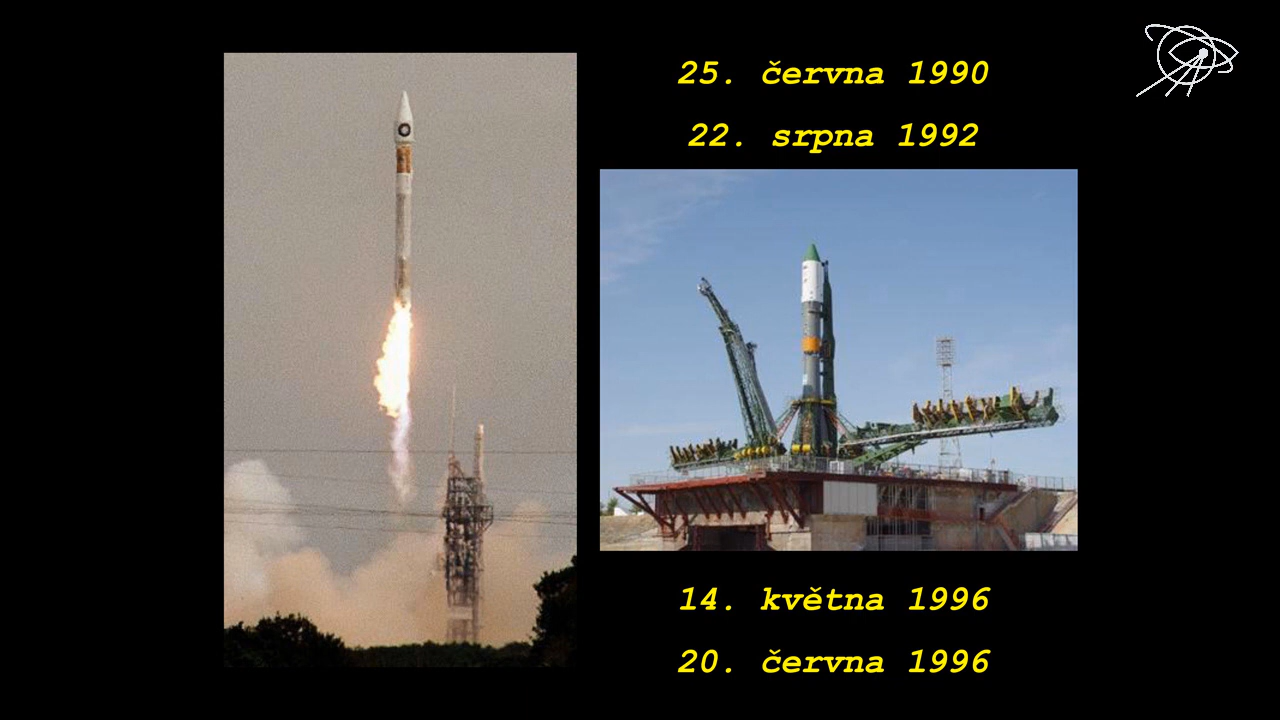 25. června 1990
22. srpna 1992
14. května 1996
20. června 1996